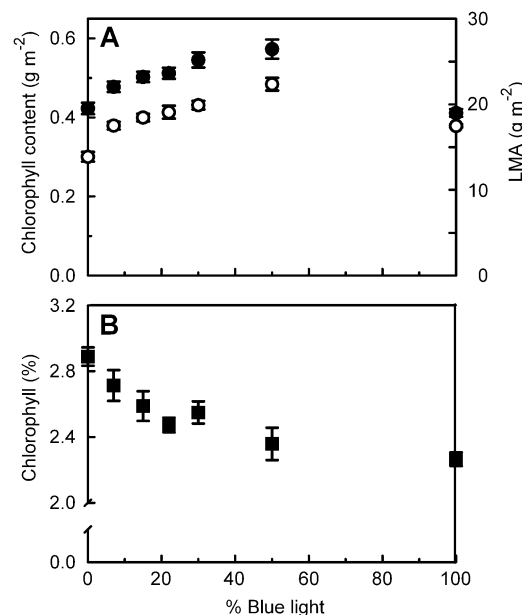 A
0.6
0.4
0.2
0.0
Chlorophyll content (g m⁻²)
30
20
10
0
LMA (g m⁻²)
B
3.2
2.8
2.4
2.0
0.0
Chlorophyll (%)
0 20 40 60 80 100
% Blue light